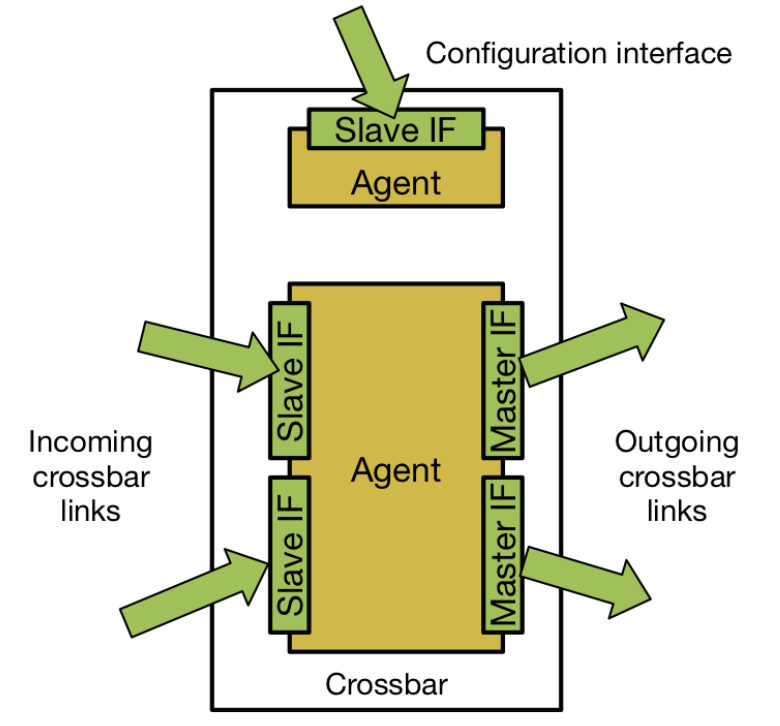 Configuration interface
Slave IF
Agent
Slave IF
Master IF
Incoming
crossbar
links
Agent
Outgoing
crossbar
links
Slave IF
Master IF
Crossbar